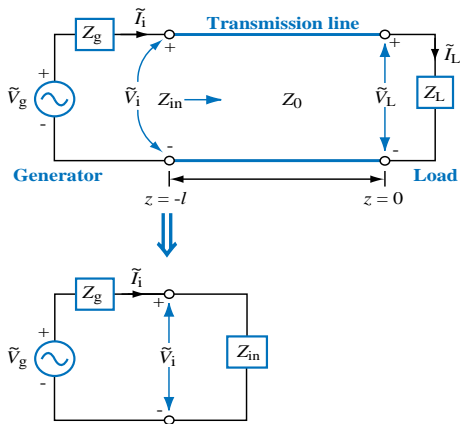 Transmission line
Z_g
Ĩ_i
+
+
Ĩ_L
+
Ṽ_g
-
Ṽ_i
Z_in
Z_0
Ṽ_L
Z_L
-
-
Generator
Load
z = -l
z = 0
Z_g
Ĩ_i
+
+
Ṽ_g
-
Ṽ_i
Z_in
-